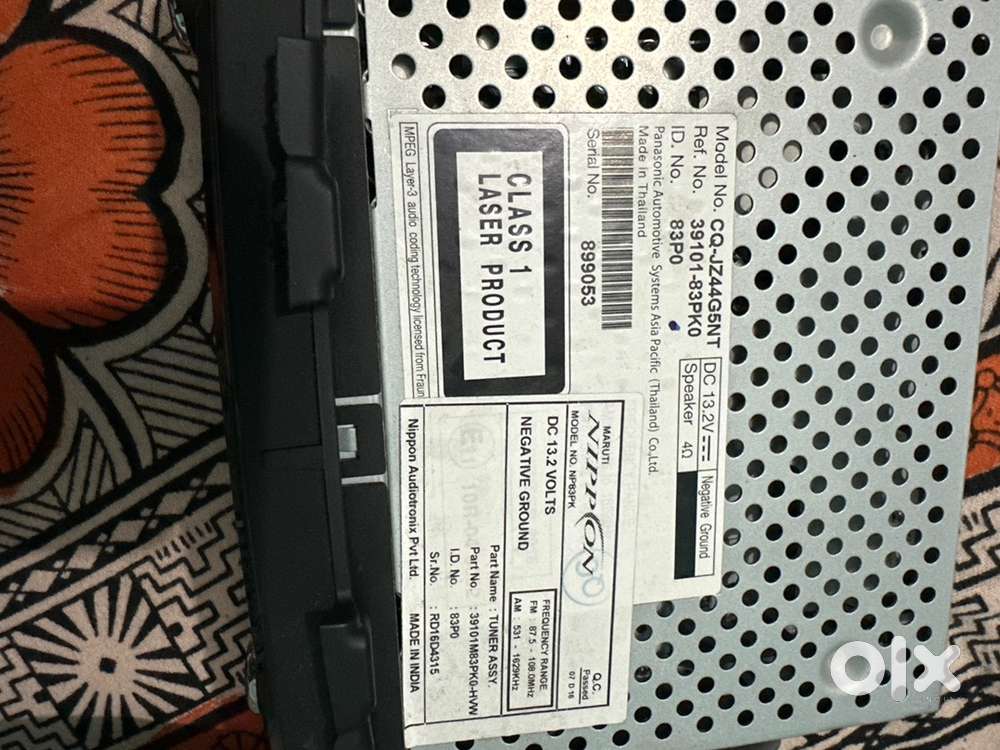 Model No. CQ-JZ44G5NT
Ref. No. 39101-83PK0
ID. No. 83P0
DC 13.2V
Negative Ground
Speaker 4Ω
Panasonic Automotive Systems Asia Pacific (Thailand) Co.,Ltd.
Made in Thailand
Serial No. 899053
CLASS 1
LASER PRODUCT
MPEG Layer-3 audio coding technology licensed from
MARUTI
NIPPON
MODEL NO. NP83PK
DC 13.2 VOLTS
NEGATIVE GROUND
Q.C.
Passed
07 D 16
FREQUENCY RANGE
FM : 87.5 - 108.0MHz
AM : 531 - 1629KHz
Part Name : TUNER ASSY.
Part No. : 39101M83PK0-HVW
I.D. No. : 83P0
Sr.No. : RD16D4315
Nippon Audiotronix Pvt Ltd. MADE IN INDIA
olx